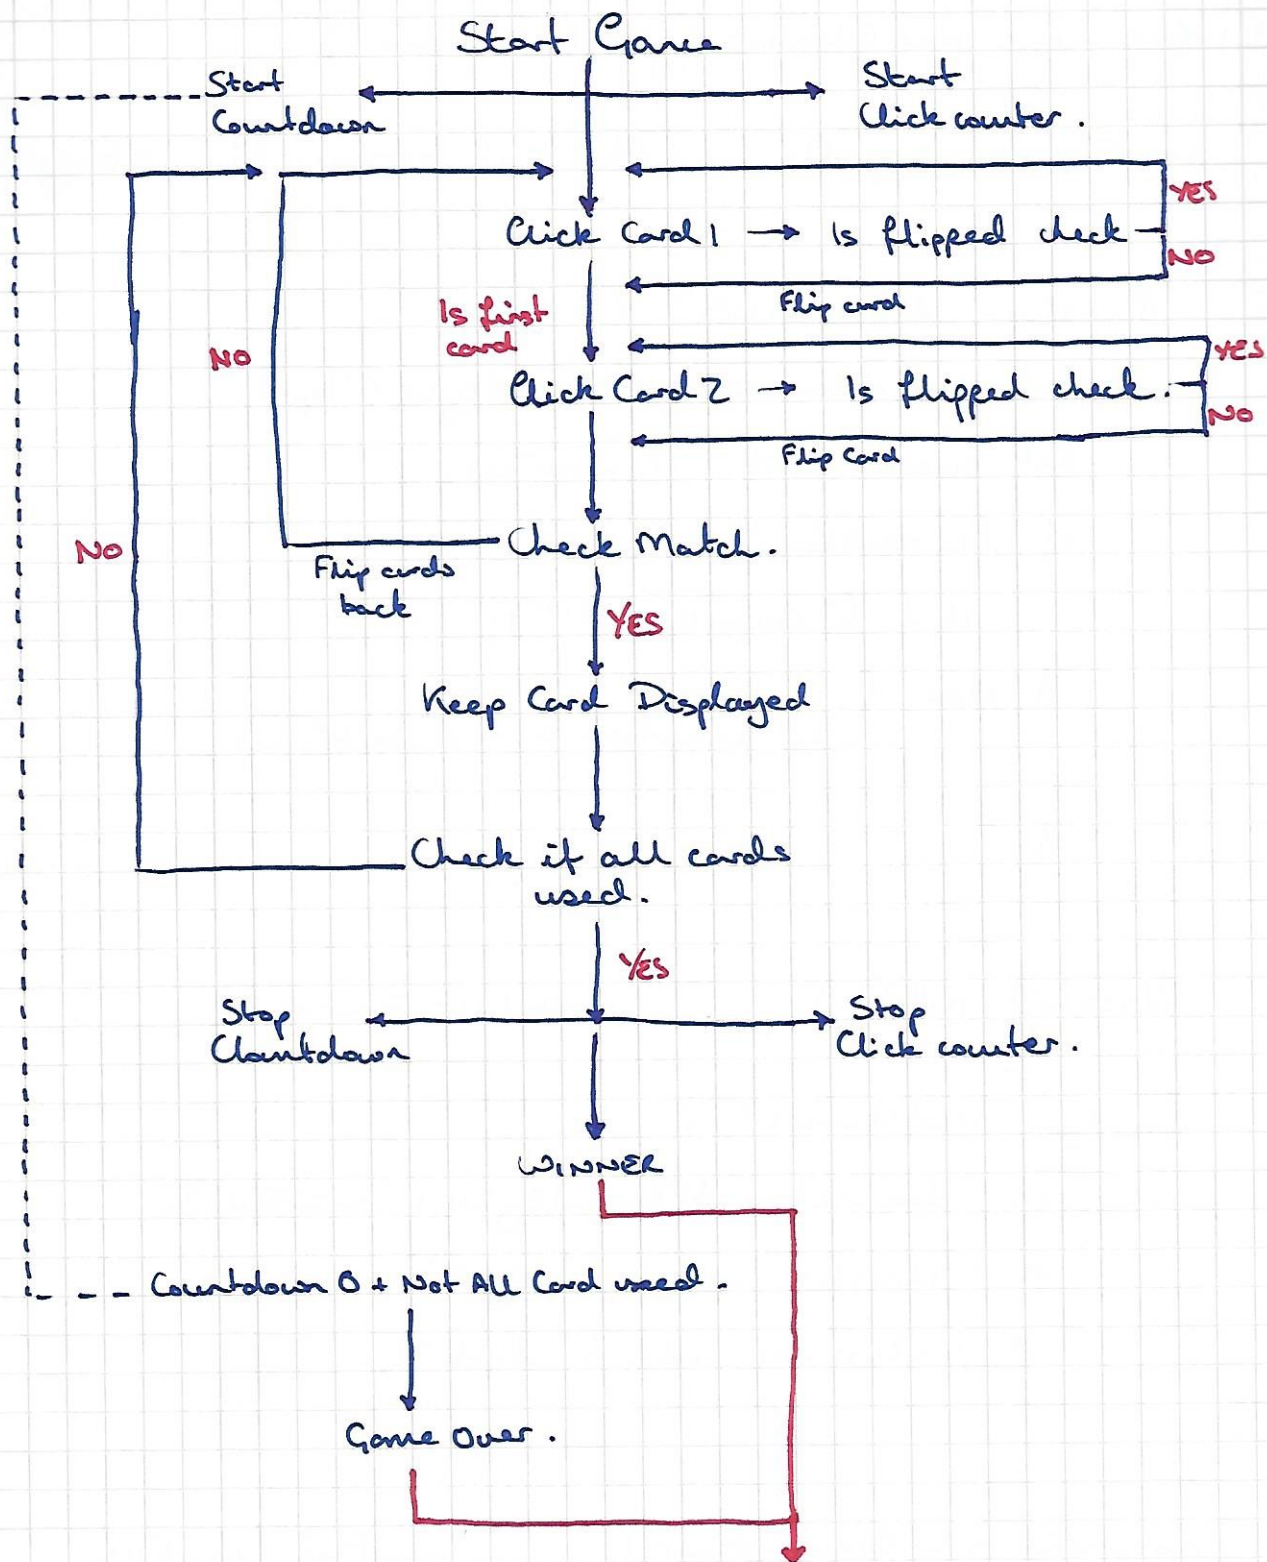 Start Game
Start
Countdown
Start
Click counter.
YES
Click Card 1 → Is flipped check
NO
Flip card
Is first
card
NO
YES
Click Card 2 → Is flipped check.
NO
Flip Card
NO
Check Match.
Flip cards
back
YES
Keep Card Displayed
Check if all cards
used.
YES
Stop
Countdown
Stop
Click counter.
WINNER
Countdown 0 + Not All Card used.
Game Over.